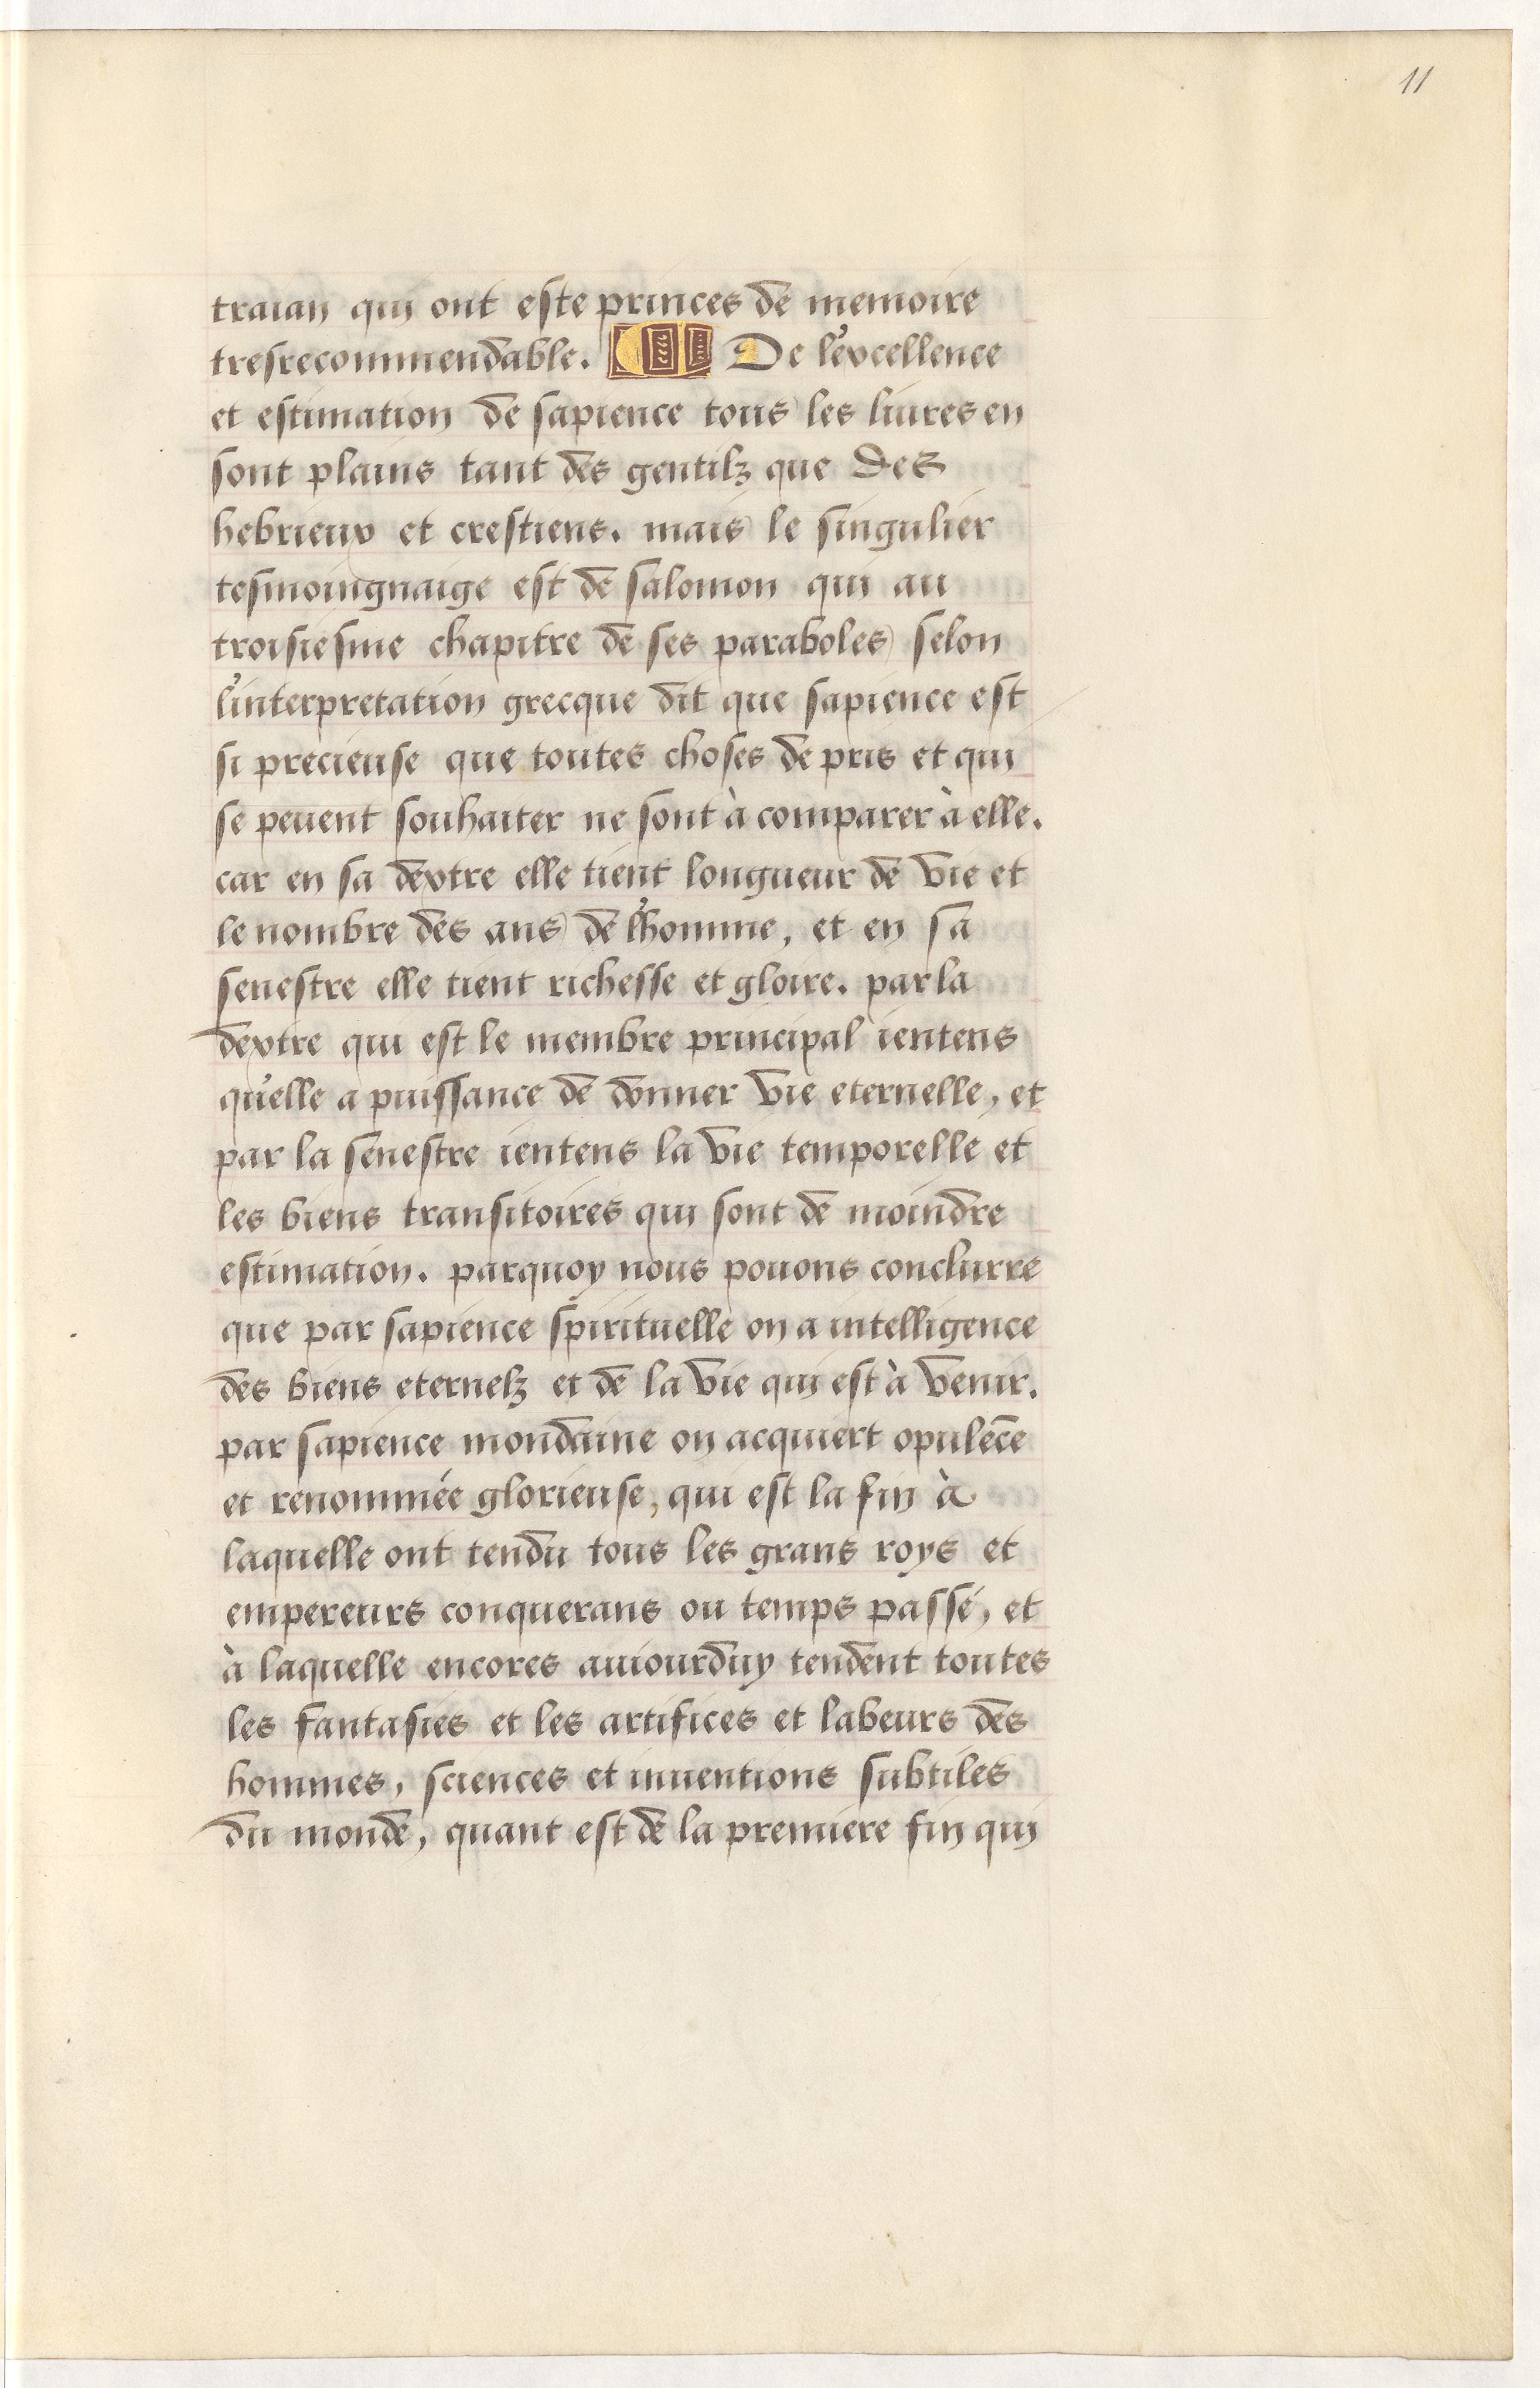 11
traian qui ont este princes de memoire
tresrecommendable. De l'excellence
et estimation de sapience tous les liures en
sont plains tant des gentilz que des
hebrieux et crestiens. mais le singulier
tesmoingnaige est de salomon qui au
troisiesme chapitre de ses paraboles selon
l'interpretation grecque dit que sapience est
si precieuse que toutes choses de pris et qui
se peuent souhaiter ne sont à comparer à elle.
car en sa dextre elle tient longueur de vie et
le nombre des ans de l'homme, et en sa
senestre elle tient richesse et gloire. par la
dextre qui est le membre principal ientens
qu'elle a puissance de donner vie eternelle, et
par la senestre ientens la vie temporelle et
les biens transitoires qui sont de moindre
estimation. parquoy nous pouons conclurre
que par sapience spirituelle on a intelligence
des biens eternelz et de la vie qui est à venir.
par sapience mondaine on acquiert opulēce
et renommée glorieuse, qui est la fin à
laquelle ont tendu tous les grans roys et
empereurs conquerans ou temps passé, et
à laquelle encores auiourduy tendent toutes
les fantasies et les artifices et labeurs des
hommes, sciences et inuentions subtiles
du monde, quant est de la premiere fin qui